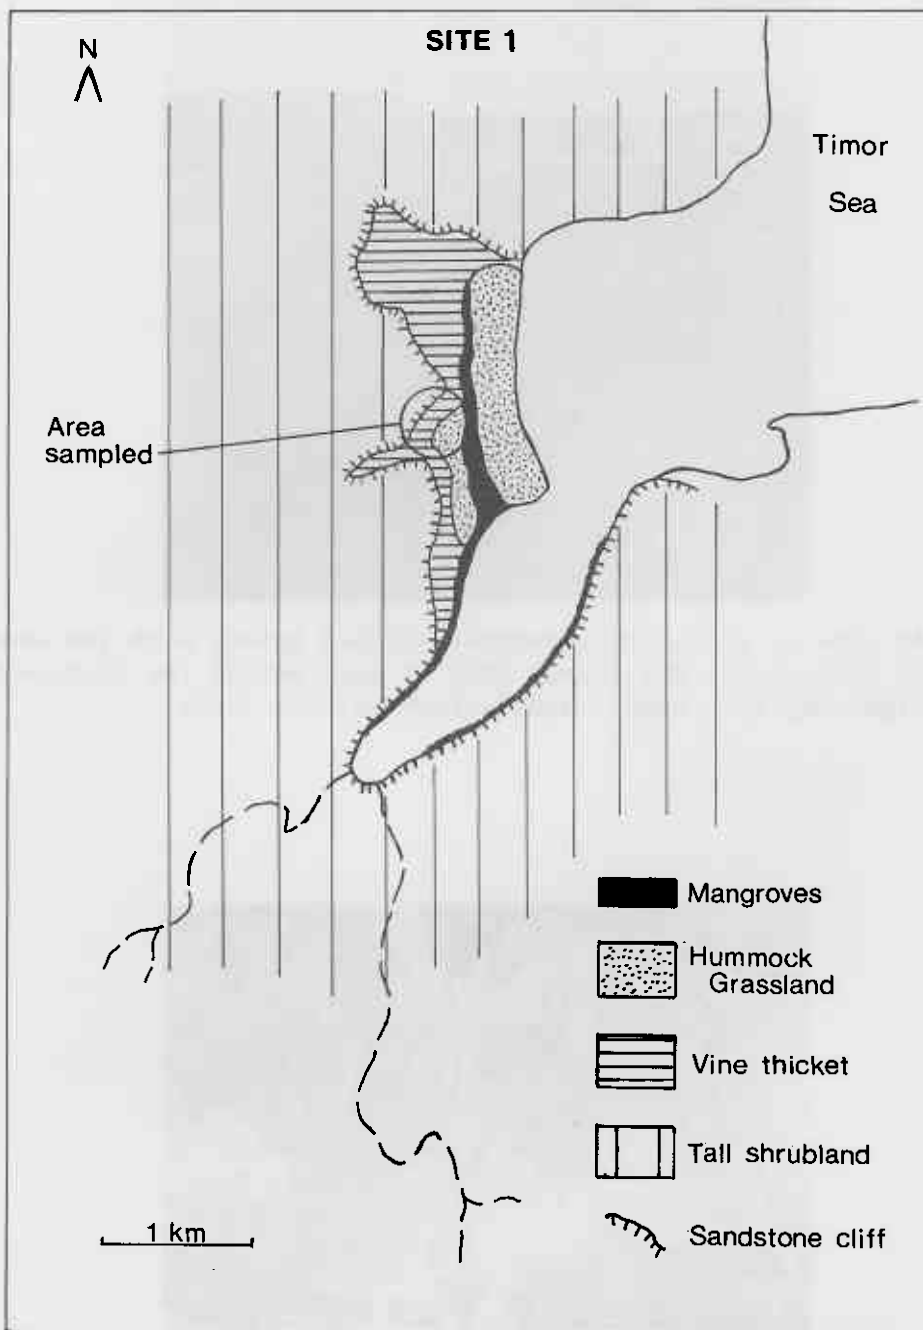 SITE 1
N
Timor
Sea
Area
sampled
Mangroves
Hummock
Grassland
Vine thicket
Tall shrubland
Sandstone cliff
1 km